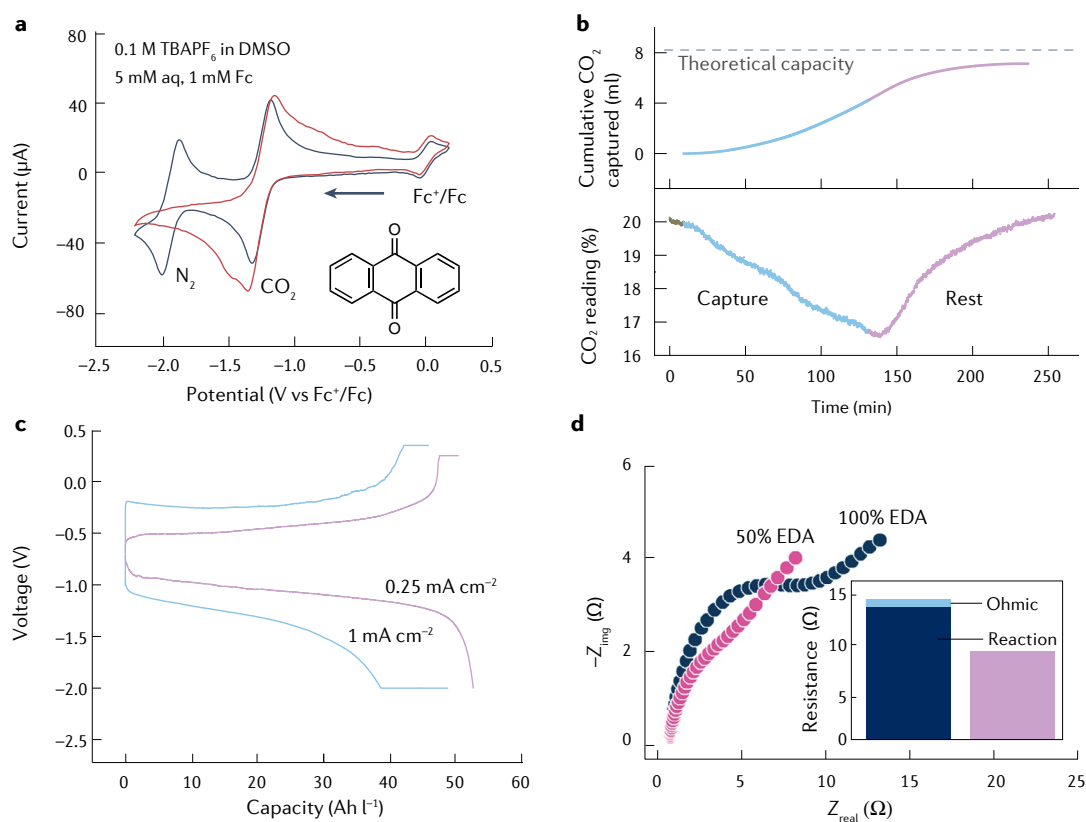 a
80
40
0
−40
−80
Current (µA)
0.1 M TBAPF₆ in DMSO
5 mM aq, 1 mM Fc
Fc⁺/Fc
N₂
CO₂
O
O
−2.5
−2.0
−1.5
−1.0
−0.5
0.0
0.5
Potential (V vs Fc⁺/Fc)
b
8
4
0
Cumulative CO₂
captured (ml)
Theoretical capacity
20
19
18
17
16
CO₂ reading (%)
Capture
Rest
0
50
100
150
200
250
Time (min)
c
0.5
0.0
−0.5
−1.0
−1.5
−2.0
−2.5
Voltage (V)
0.25 mA cm⁻²
1 mA cm⁻²
0
10
20
30
40
50
60
Capacity (Ah l⁻¹)
d
6
4
2
0
−Zimg (Ω)
50% EDA
100% EDA
15
10
5
0
Resistance (Ω)
Ohmic
Reaction
0
5
10
15
20
25
Zreal (Ω)